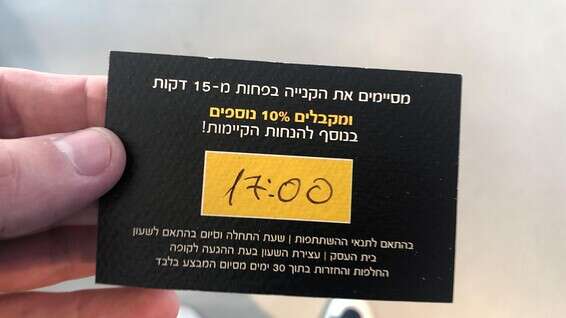 מסיימים את הקנייה בפחות מ-15 דקות
ומקבלים 10% נוספים
בנוסף להנחות הקיימות!
17:00
בהתאם לתנאי ההשתתפות | שעת התחלה וסיום בהתאם לשעון
בית העסק | עצירת השעון בעת ההגעה לקופה
החלפות והחזרות בתוך 30 ימים מסיום המבצע בלבד